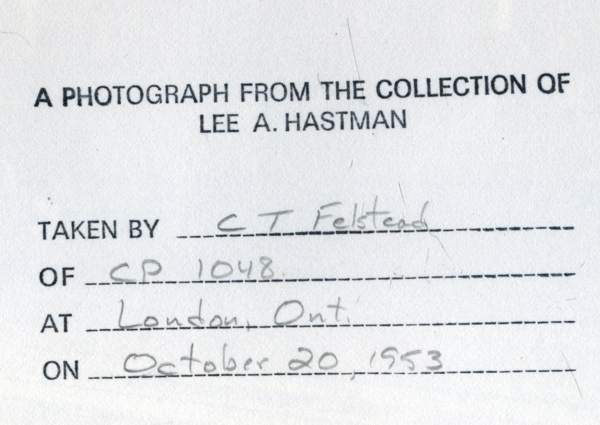 A PHOTOGRAPH FROM THE COLLECTION OF
LEE A. HASTMAN
TAKEN BY C T Felstead
OF CP 1048
AT London, Ont.
ON October 20, 1953